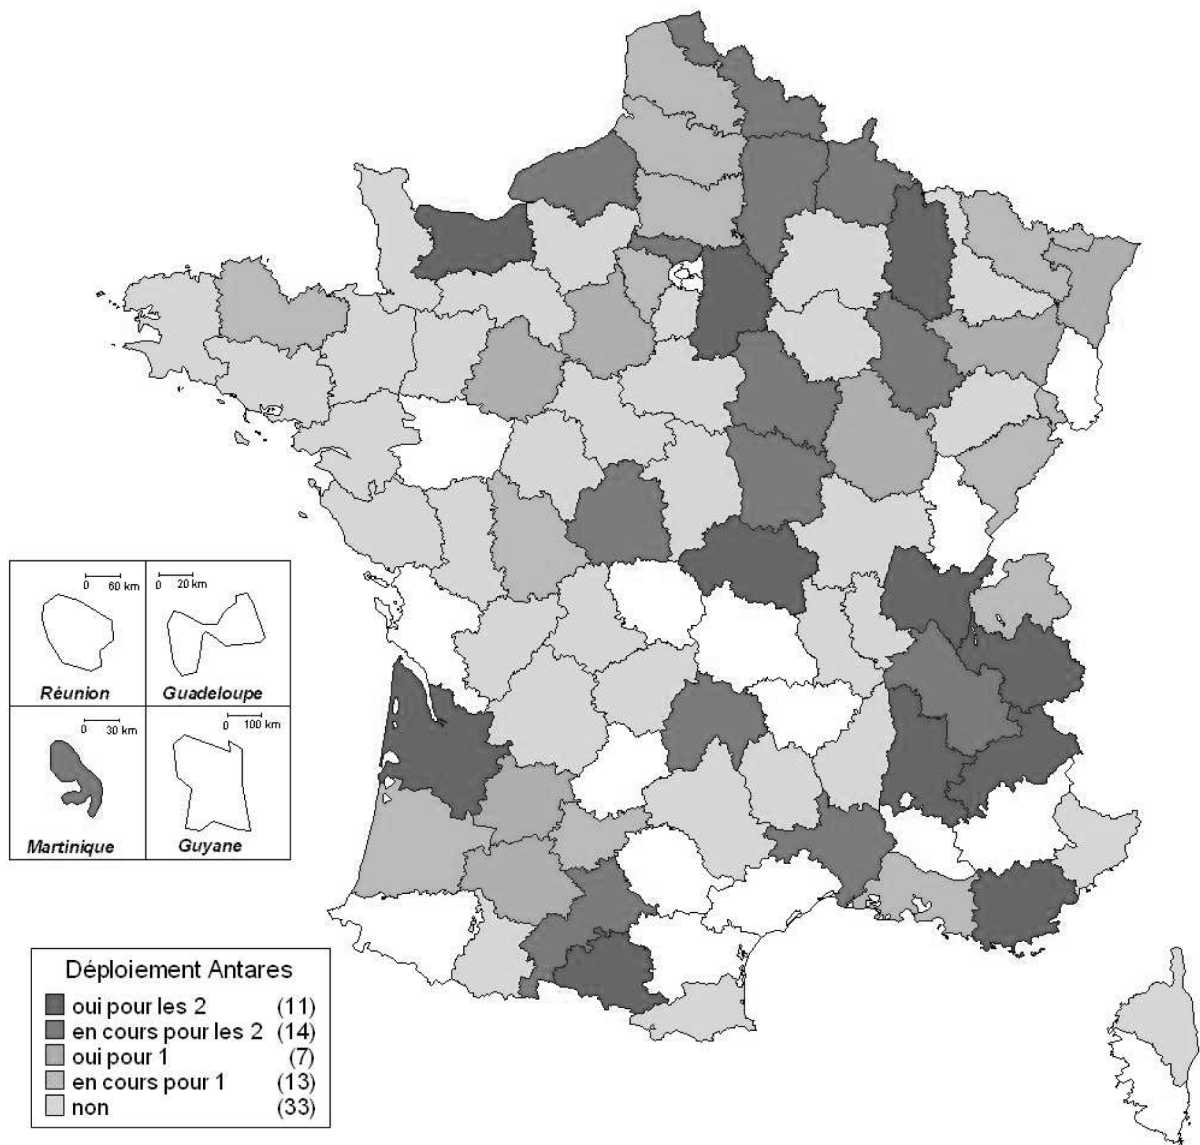 0 60 km
0 20 km
Réunion
Guadeloupe
0 30 km
0 100 km
Martinique
Guyane
Déploiement Antares
oui pour les 2 (11)
en cours pour les 2 (14)
oui pour 1 (7)
en cours pour 1 (13)
non (33)